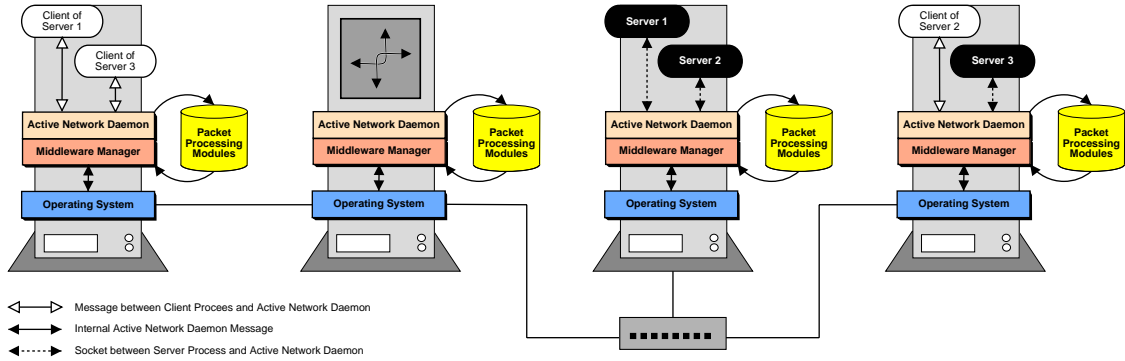 Client of
Server 1
Client of
Server 3
Active Network Daemon
Middleware Manager
Packet
Processing
Modules
Operating System
Active Network Daemon
Middleware Manager
Packet
Processing
Modules
Operating System
Server 1
Server 2
Active Network Daemon
Middleware Manager
Packet
Processing
Modules
Operating System
Client of
Server 2
Server 3
Active Network Daemon
Middleware Manager
Packet
Processing
Modules
Operating System
Message between Client Procees and Active Network Daemon
Internal Active Network Daemon Message
Socket between Server Process and Active Network Daemon